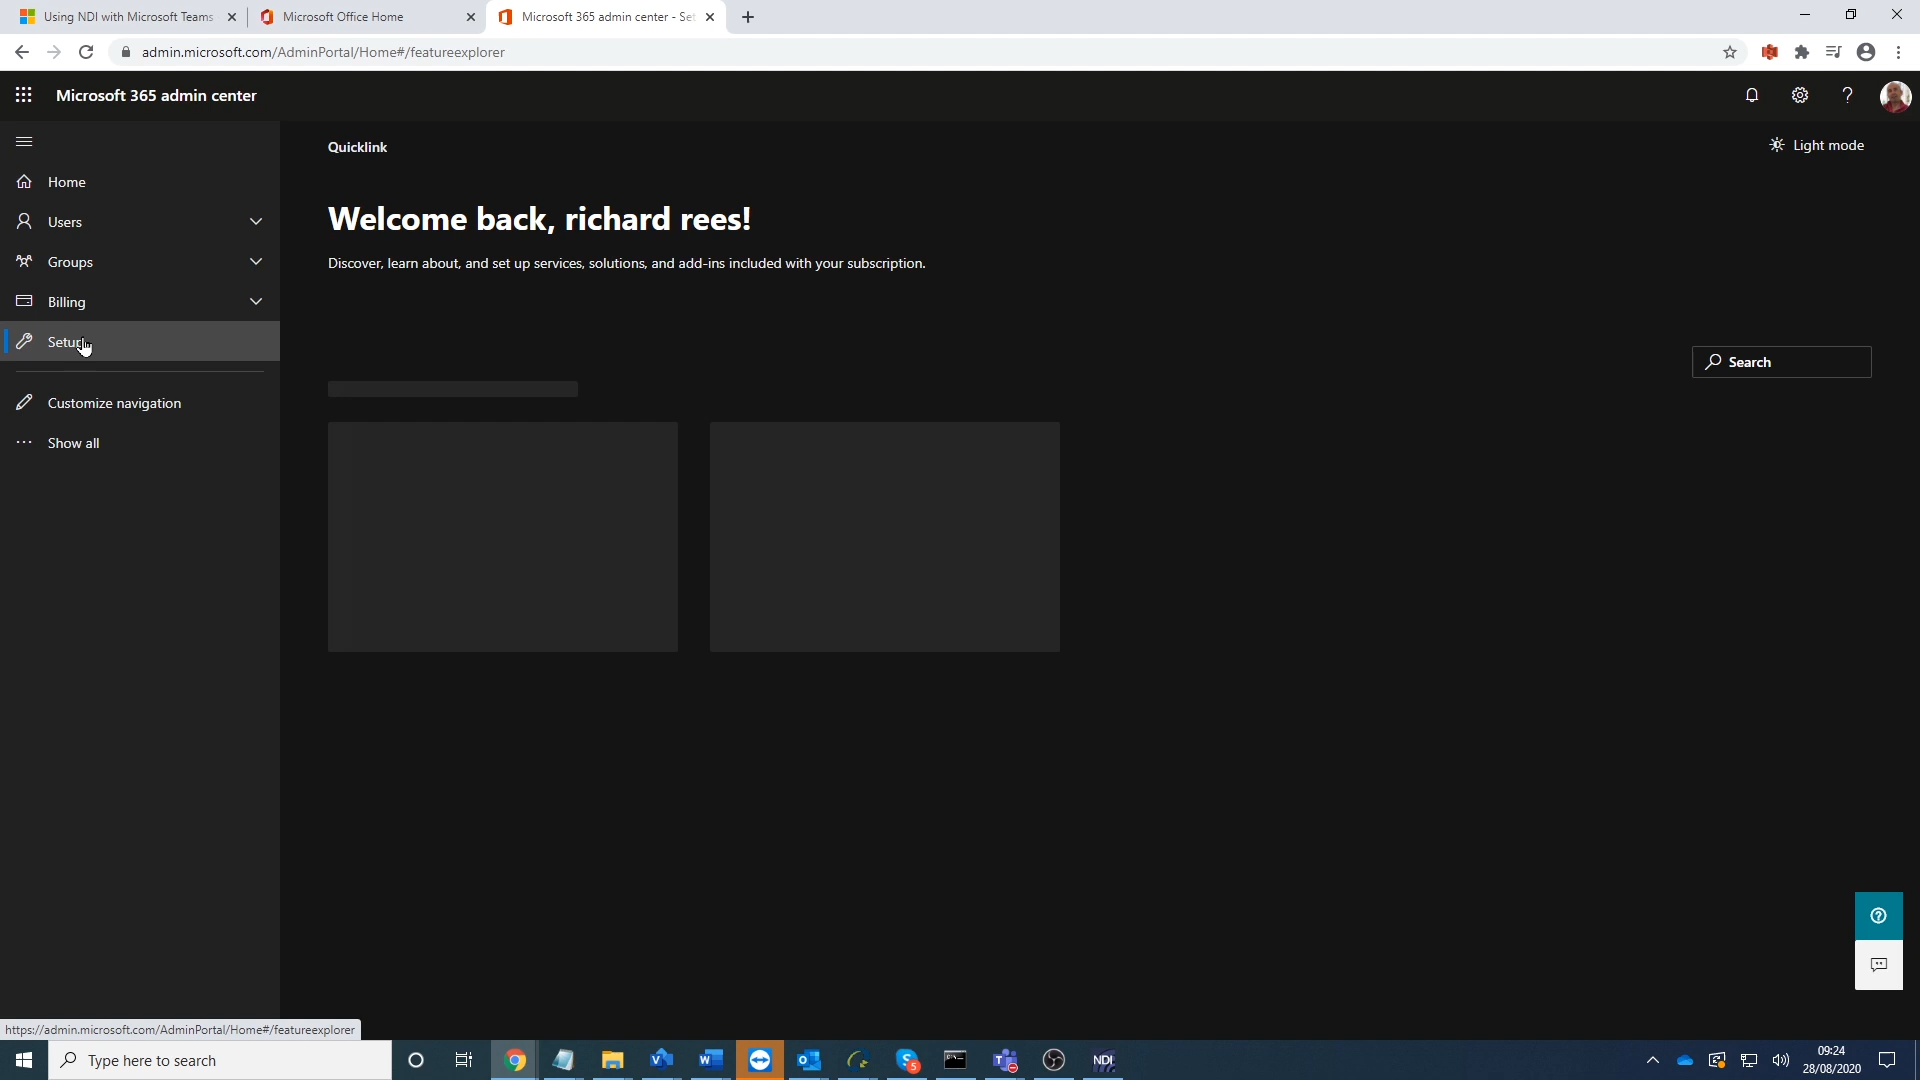 Using NDI with Microsoft Teams
Microsoft Office Home
Microsoft 365 admin center - Set
admin.microsoft.com/AdminPortal/Home#/featureexplorer
Microsoft 365 admin center
Quicklink
Light mode
Home
Users
Groups
Billing
Setup
Customize navigation
Show all
Welcome back, richard rees!
Discover, learn about, and set up services, solutions, and add-ins included with your subscription.
Search
https://admin.microsoft.com/AdminPortal/Home#/featureexplorer
Type here to search
5
NDI
09:24
28/08/2020